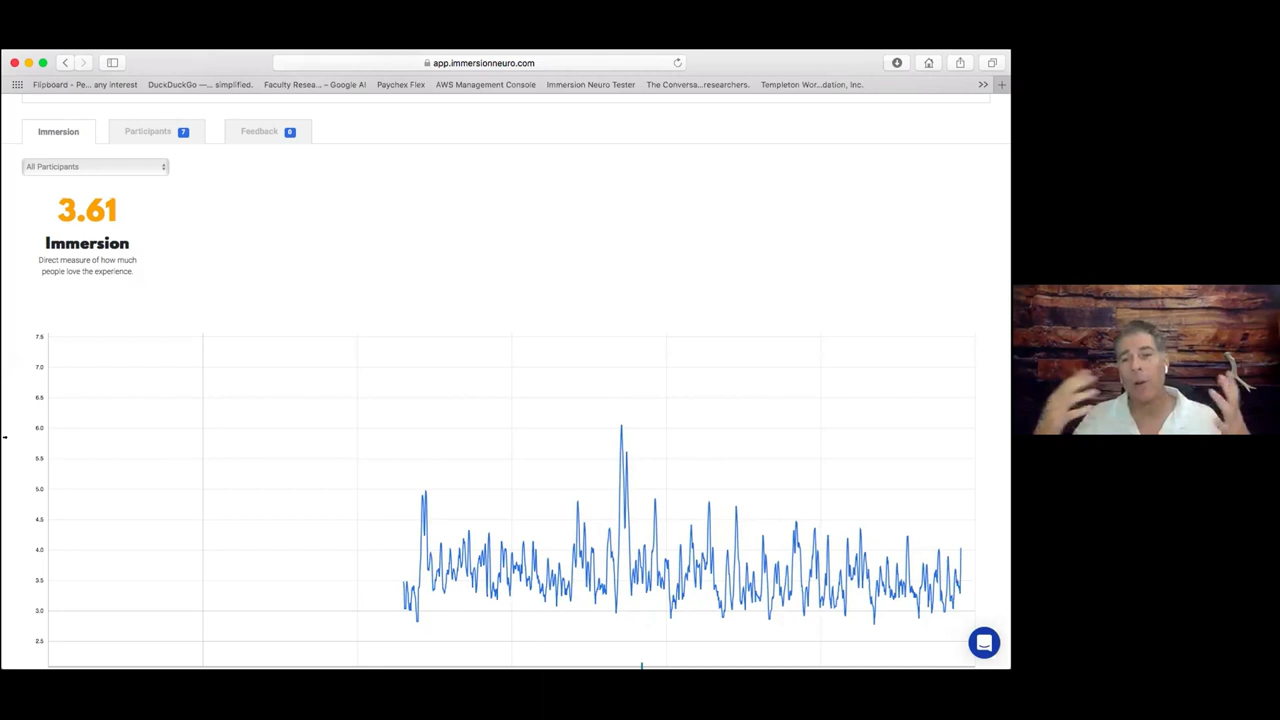 app.immersionneuro.com
Flipboard - Pe... any interest DuckDuckGo —... simplified. Faculty Resea... – Google AI Paychex Flex AWS Management Console Immersion Neuro Tester The Conversa...researchers. Templeton Wor...dation, Inc.
Immersion Participants 7 Feedback 0
All Participants
3.61
Immersion
Direct measure of how much
people love the experience.
7.5
7.0
6.5
6.0
5.5
5.0
4.5
4.0
3.5
3.0
2.5